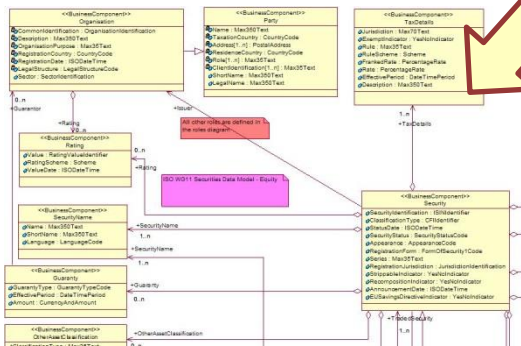 <<BusinessComponent>>
Organisation
CommonIdentification : OrganisationIdentification
Description : Max350Text
OrganisationPurpose : Max35Text
RegistrationCountry : CountryCode
RegistrationDate : ISODateTime
LegalStructure : LegalStructureCode
Sector : SectorIdentification
<<BusinessComponent>>
Party
Name : Max350Text
TaxationCountry : CountryCode
Address[1..n] : PostalAddress
ResidenceCountry : CountryCode
Role[1..n] : Max35Text
ClientIdentification[1..n] : Max35Text
ShortName : Max35Text
LegalName : Max350Text
<<BusinessComponent>>
TaxDetails
Jurisdiction : Max70Text
ExemptIndicator : YesNoIndicator
Rule : Max35Text
RuleScheme : Scheme
FrankedRate : PercentageRate
Rate : PercentageRate
EffectivePeriod : DateTimePeriod
Description : Max350Text
0..n
+Guarantor
+Rating
0..n
+Issuer
All other roles are defined in
the roles diagram
1..n
+TaxDetails
<<BusinessComponent>>
Rating
Value : RatingValueIdentifier
RatingScheme : Scheme
ValueDate : ISODateTime
0..n
+Rating
ISO WG11 Securities Data Model - Equity
<<BusinessComponent>>
SecurityName
Name : Max350Text
ShortName : Max35Text
Language : LanguageCode
+SecurityName
1..n
+SecurityName
1..n
<<BusinessComponent>>
Security
SecurityIdentification : ISINIdentifier
ClassificationType : CFIIdentifier
StatusDate : ISODateTime
SecurityStatus : SecurityStatusCode
Appearance : AppearanceCode
RegistrationForm : FormOfSecurity1Code
Series : Max35Text
RegistrationJurisdiction : JurisdictionIdentification
StrippableIndicator : YesNoIndicator
RecompositionIndicator : YesNoIndicator
AnnouncementDate : ISODateTime
EUSavingsDirectiveIndicator : YesNoIndicator
<<BusinessComponent>>
Guaranty
GuarantyType : GuarantyTypeCode
EffectivePeriod : DateTimePeriod
Amount : CurrencyAndAmount
+Guaranty
0..n
+TradedSecurity
1..n
<<BusinessComponent>>
OtherAssetClassification
+OtherAssetClassification
0..n